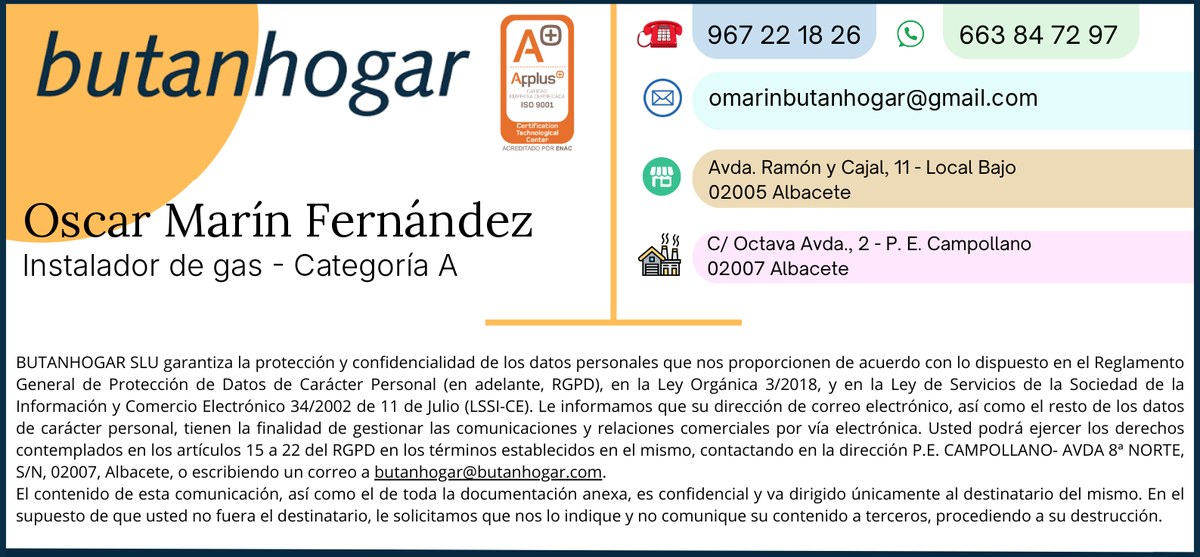 butanhogar
A+
Applus+
CALIDAD
EMPRESA CERTIFICADA
ISO 9001
Certification
Technological
Center
ACREDITADO POR ENAC
Oscar Marín Fernández
Instalador de gas - Categoría A
967 22 18 26
663 84 72 97
omarinbutanhogar@gmail.com
Avda. Ramón y Cajal, 11 - Local Bajo
02005 Albacete
C/ Octava Avda., 2 - P. E. Campollano
02007 Albacete
BUTANHOGAR SLU garantiza la protección y confidencialidad de los datos personales que nos proporcionen de acuerdo con lo dispuesto en el Reglamento
General de Protección de Datos de Carácter Personal (en adelante, RGPD), en la Ley Orgánica 3/2018, y en la Ley de Servicios de la Sociedad de la
Información y Comercio Electrónico 34/2002 de 11 de Julio (LSSI-CE). Le informamos que su dirección de correo electrónico, así como el resto de los datos
de carácter personal, tienen la finalidad de gestionar las comunicaciones y relaciones comerciales por vía electrónica. Usted podrá ejercer los derechos
contemplados en los artículos 15 a 22 del RGPD en los términos establecidos en el mismo, contactando en la dirección P.E. CAMPOLLANO- AVDA 8ª NORTE,
S/N, 02007, Albacete, o escribiendo un correo a butanhogar@butanhogar.com.
El contenido de esta comunicación, así como el de toda la documentación anexa, es confidencial y va dirigido únicamente al destinatario del mismo. En el
supuesto de que usted no fuera el destinatario, le solicitamos que nos lo indique y no comunique su contenido a terceros, procediendo a su destrucción.